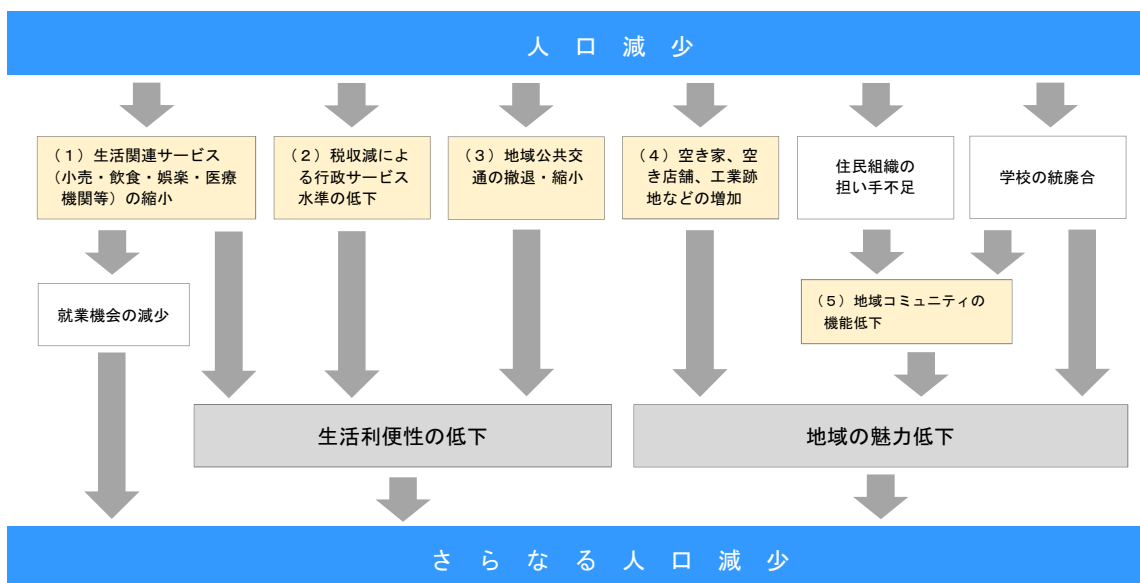 人口減少
（１）生活関連サービス
（小売・飲食・娯楽・医療
機関等）の縮小
（２）税収減によ
る行政サービス
水準の低下
（３）地域公共交
通の撤退・縮小
（４）空き家、空
き店舗、工業跡
地などの増加
住民組織の
担い手不足
学校の統廃合
就業機会の減少
（５）地域コミュニティの
機能低下
生活利便性の低下
地域の魅力低下
さらなる人口減少